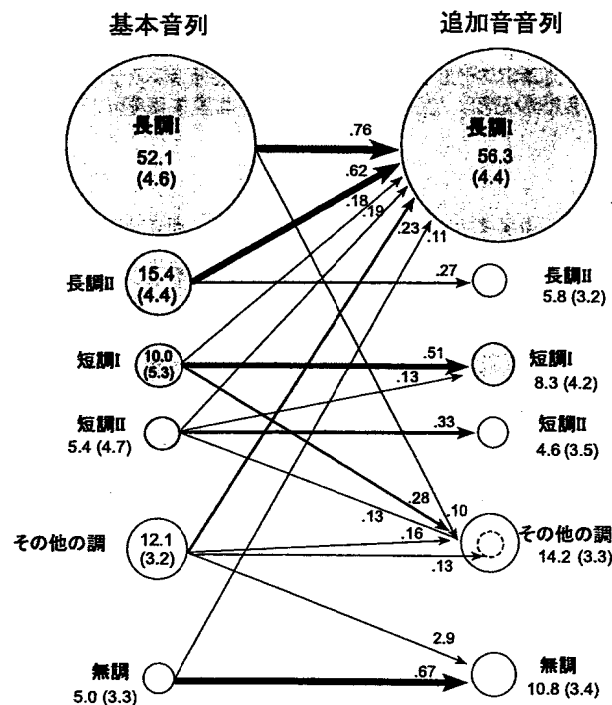 基本音列
追加音音列
長調I
52.1
(4.6)
長調I
56.3
(4.4)
.76
.62
.18
.19
.23
.11
長調II
15.4
(4.4)
.27
長調II
5.8 (3.2)
短調I
10.0
(5.3)
.51
.13
短調I
8.3 (4.2)
短調II
5.4 (4.7)
.33
短調II
4.6 (3.5)
.28
.10
.13
.16
.13
その他の調
12.1
(3.2)
その他の調
14.2 (3.3)
2.9
無調
5.0 (3.3)
.67
無調
10.8 (3.4)